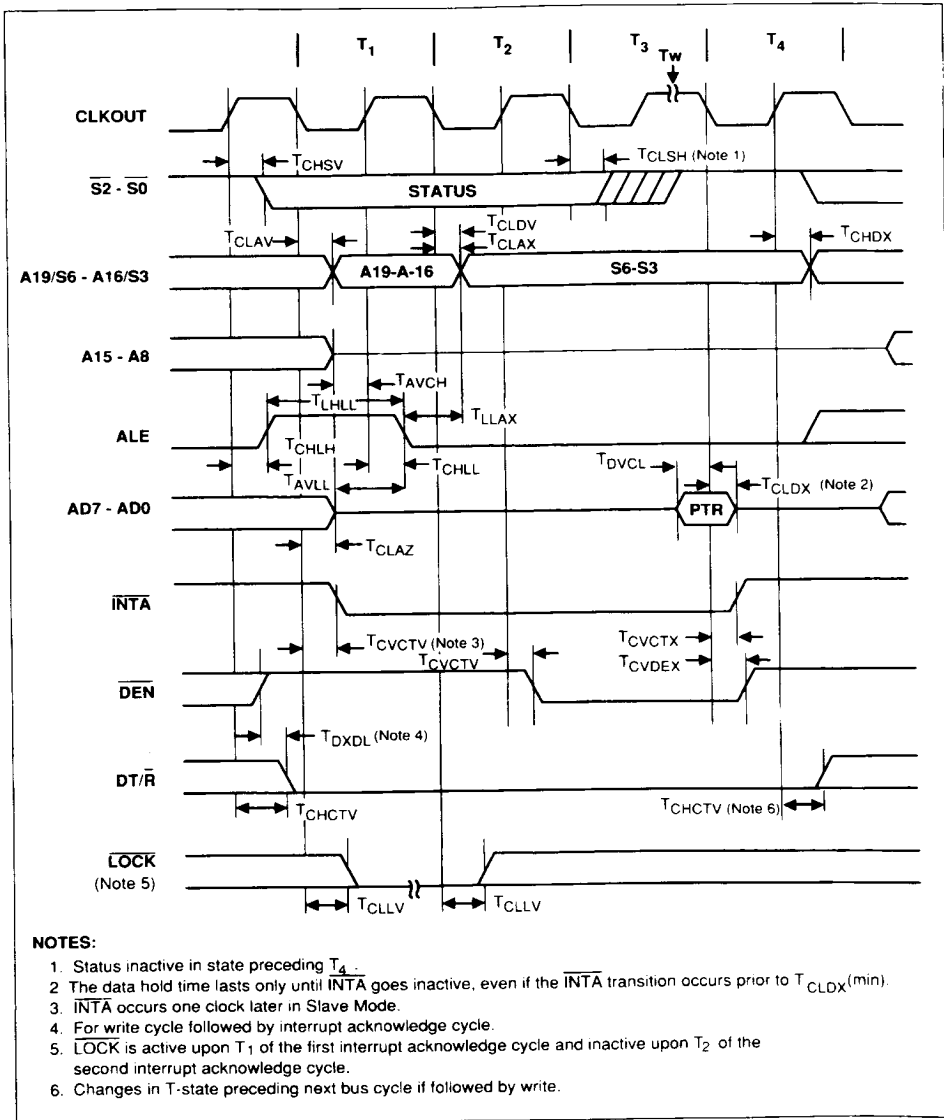 T1 T2 T3 T4
Tw
CLKOUT
TCHSV
TCLSH (Note 1)
S2 - S0
STATUS
TCLDV
TCLAV
TCLAX
TCHDX
A19/S6 - A16/S3
A19-A-16
S6-S3
A15 - A8
TAVCH
TLHLL
TLLAX
ALE
TCHLH
TCHLL
TDVCL
TAVLL
TCLDX (Note 2)
AD7 - AD0
PTR
TCLAZ
INTA
TCVCTV (Note 3)
TCVCTX
TCVCTV
TCVDEX
DEN
TDXDL (Note 4)
DT/R
TCHCTV
TCHCTV (Note 6)
LOCK
(Note 5)
TCLLV
TCLLV
NOTES:
1. Status inactive in state preceding T4.
2 The data hold time lasts only until INTA goes inactive, even if the INTA transition occurs prior to TCLDX(min).
3. INTA occurs one clock later in Slave Mode.
4. For write cycle followed by interrupt acknowledge cycle.
5. LOCK is active upon T1 of the first interrupt acknowledge cycle and inactive upon T2 of the
second interrupt acknowledge cycle.
6. Changes in T-state preceding next bus cycle if followed by write.